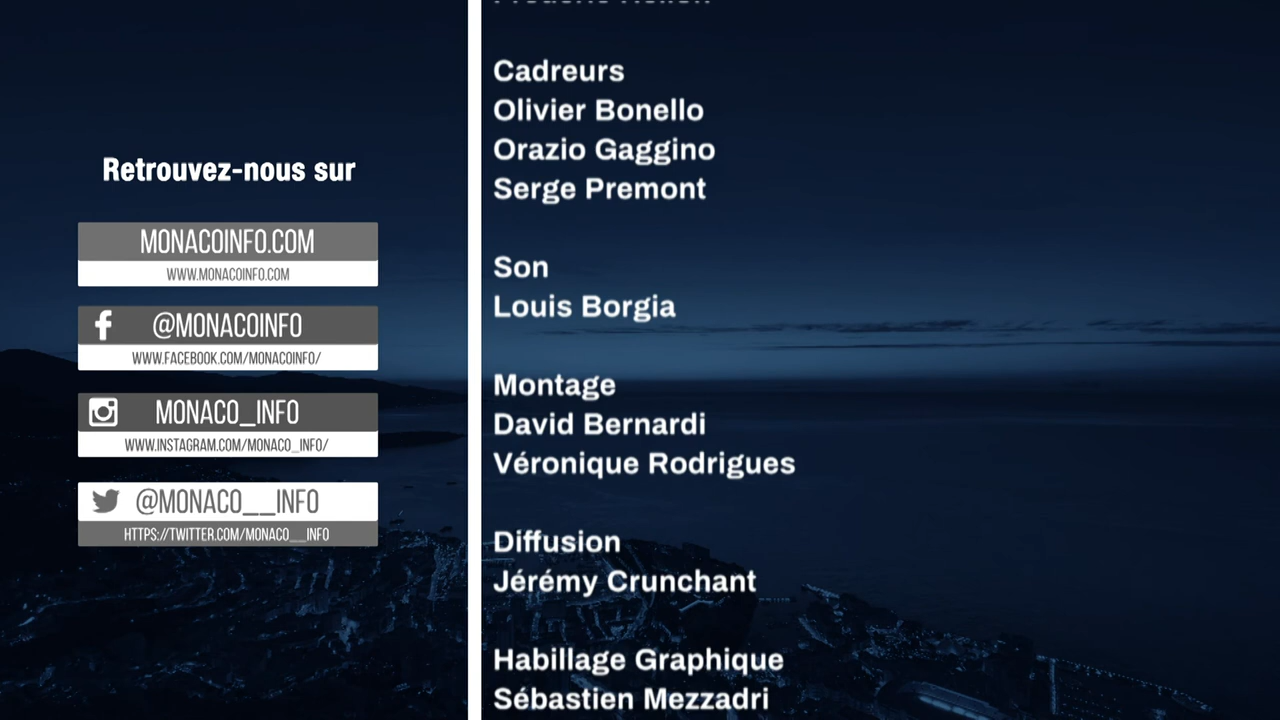 Retrouvez-nous sur
MONACOINFO.COM
WWW.MONACOINFO.COM
@MONACOINFO
WWW.FACEBOOK.COM/MONACOINFO/
MONACO_INFO
WWW.INSTAGRAM.COM/MONACO_INFO/
@MONACO__INFO
HTTPS://TWITTER.COM/MONACO__INFO
Cadreurs
Olivier Bonello
Orazio Gaggino
Serge Premont
Son
Louis Borgia
Montage
David Bernardi
Véronique Rodrigues
Diffusion
Jérémy Crunchant
Habillage Graphique
Sébastien Mezzadri